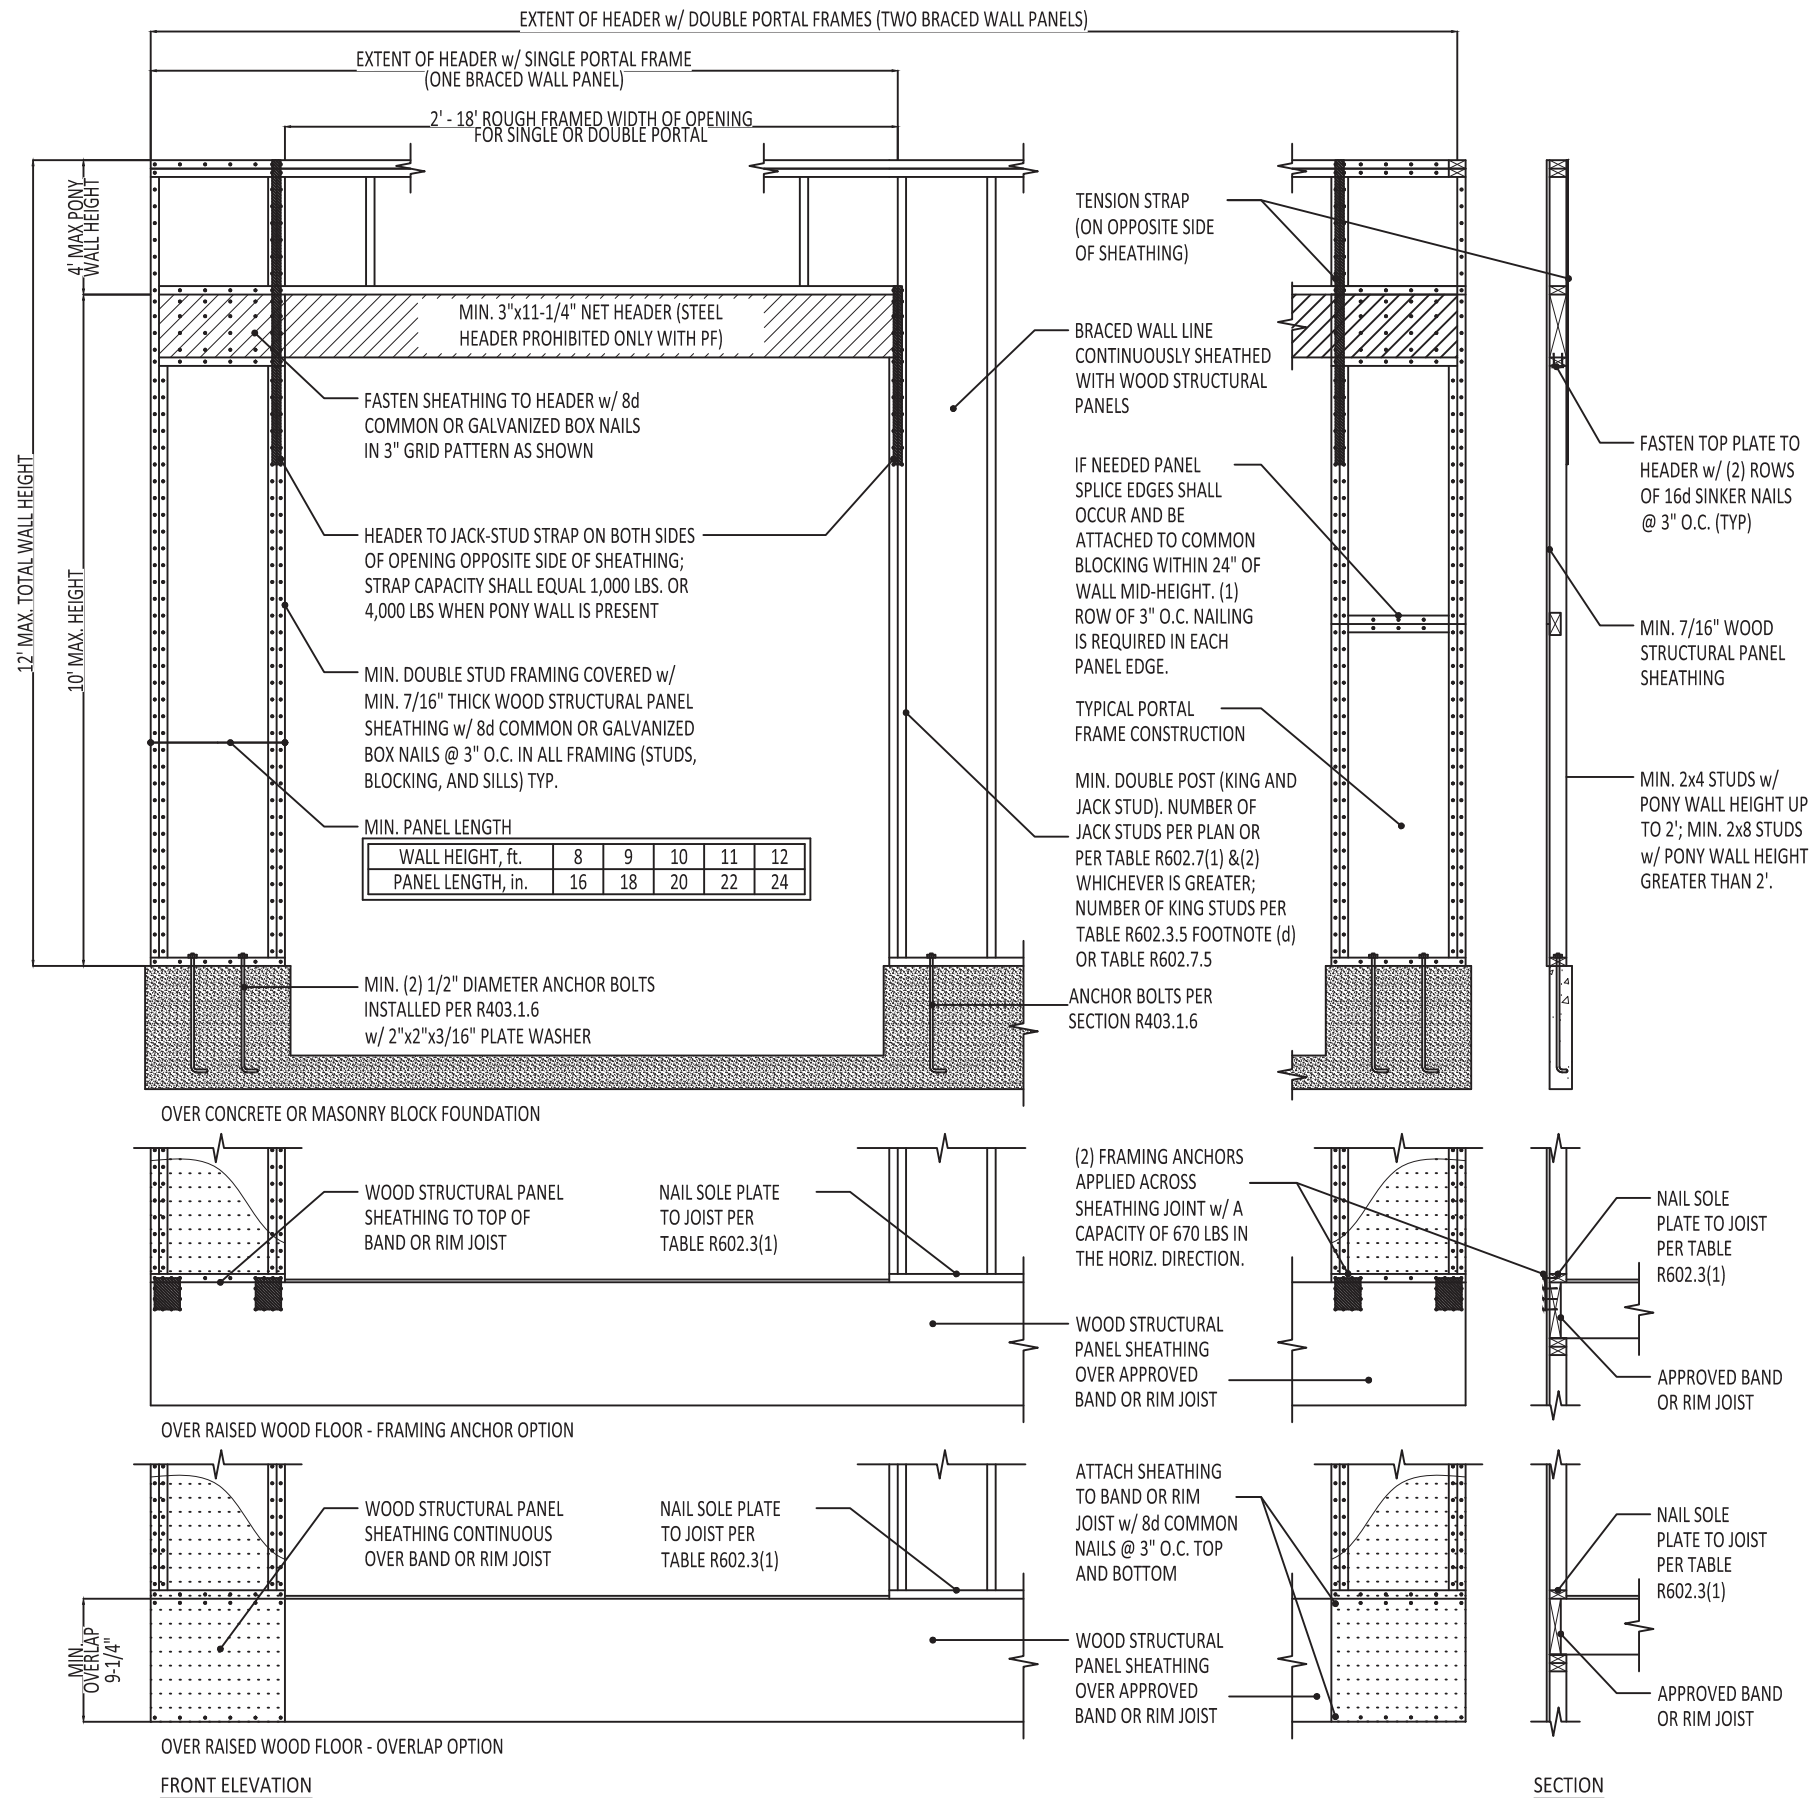 EXTENT OF HEADER w/ DOUBLE PORTAL FRAMES (TWO BRACED WALL PANELS)
EXTENT OF HEADER w/ SINGLE PORTAL FRAME
(ONE BRACED WALL PANEL)
2' - 18' ROUGH FRAMED WIDTH OF OPENING
FOR SINGLE OR DOUBLE PORTAL
12' MAX. TOTAL WALL HEIGHT
4' MAX PONY
WALL HEIGHT
10' MAX. HEIGHT
MIN. 3"x11-1/4" NET HEADER (STEEL
HEADER PROHIBITED ONLY WITH PF)
FASTEN SHEATHING TO HEADER w/ 8d
COMMON OR GALVANIZED BOX NAILS
IN 3" GRID PATTERN AS SHOWN
HEADER TO JACK-STUD STRAP ON BOTH SIDES
OF OPENING OPPOSITE SIDE OF SHEATHING;
STRAP CAPACITY SHALL EQUAL 1,000 LBS. OR
4,000 LBS WHEN PONY WALL IS PRESENT
MIN. DOUBLE STUD FRAMING COVERED w/
MIN. 7/16" THICK WOOD STRUCTURAL PANEL
SHEATHING w/ 8d COMMON OR GALVANIZED
BOX NAILS @ 3" O.C. IN ALL FRAMING (STUDS,
BLOCKING, AND SILLS) TYP.
MIN. PANEL LENGTH
WALL HEIGHT, ft. 8 9 10 11 12
PANEL LENGTH, in. 16 18 20 22 24
MIN. (2) 1/2" DIAMETER ANCHOR BOLTS
INSTALLED PER R403.1.6
w/ 2"x2"x3/16" PLATE WASHER
TENSION STRAP
(ON OPPOSITE SIDE
OF SHEATHING)
BRACED WALL LINE
CONTINUOUSLY SHEATHED
WITH WOOD STRUCTURAL
PANELS
IF NEEDED PANEL
SPLICE EDGES SHALL
OCCUR AND BE
ATTACHED TO COMMON
BLOCKING WITHIN 24" OF
WALL MID-HEIGHT. (1)
ROW OF 3" O.C. NAILING
IS REQUIRED IN EACH
PANEL EDGE.
TYPICAL PORTAL
FRAME CONSTRUCTION
MIN. DOUBLE POST (KING AND
JACK STUD). NUMBER OF
JACK STUDS PER PLAN OR
PER TABLE R602.7(1) &(2)
WHICHEVER IS GREATER;
NUMBER OF KING STUDS PER
TABLE R602.3.5 FOOTNOTE (d)
OR TABLE R602.7.5
ANCHOR BOLTS PER
SECTION R403.1.6
FASTEN TOP PLATE TO
HEADER w/ (2) ROWS
OF 16d SINKER NAILS
@ 3" O.C. (TYP)
MIN. 7/16" WOOD
STRUCTURAL PANEL
SHEATHING
MIN. 2x4 STUDS w/
PONY WALL HEIGHT UP
TO 2'; MIN. 2x8 STUDS
w/ PONY WALL HEIGHT
GREATER THAN 2'.
OVER CONCRETE OR MASONRY BLOCK FOUNDATION
WOOD STRUCTURAL PANEL
SHEATHING TO TOP OF
BAND OR RIM JOIST
NAIL SOLE PLATE
TO JOIST PER
TABLE R602.3(1)
(2) FRAMING ANCHORS
APPLIED ACROSS
SHEATHING JOINT w/ A
CAPACITY OF 670 LBS IN
THE HORIZ. DIRECTION.
WOOD STRUCTURAL
PANEL SHEATHING
OVER APPROVED
BAND OR RIM JOIST
NAIL SOLE
PLATE TO JOIST
PER TABLE
R602.3(1)
APPROVED BAND
OR RIM JOIST
OVER RAISED WOOD FLOOR - FRAMING ANCHOR OPTION
WOOD STRUCTURAL PANEL
SHEATHING CONTINUOUS
OVER BAND OR RIM JOIST
NAIL SOLE PLATE
TO JOIST PER
TABLE R602.3(1)
ATTACH SHEATHING
TO BAND OR RIM
JOIST w/ 8d COMMON
NAILS @ 3" O.C. TOP
AND BOTTOM
WOOD STRUCTURAL
PANEL SHEATHING
OVER APPROVED
BAND OR RIM JOIST
NAIL SOLE
PLATE TO JOIST
PER TABLE
R602.3(1)
APPROVED BAND
OR RIM JOIST
MIN.
OVERLAP
9-1/4"
OVER RAISED WOOD FLOOR - OVERLAP OPTION
FRONT ELEVATION
SECTION